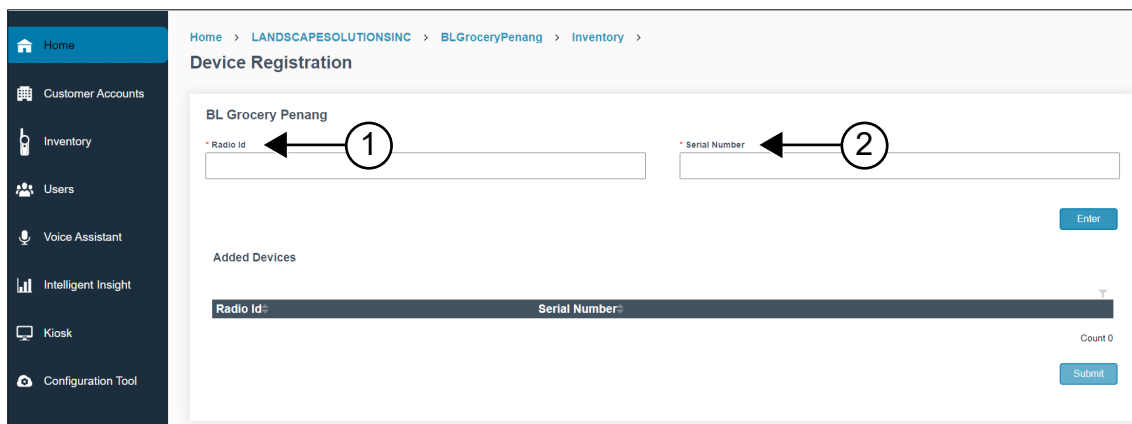 Home
Customer Accounts
Inventory
Users
Voice Assistant
Intelligent Insight
Kiosk
Configuration Tool
Home > LANDSCAPESOLUTIONSINC > BLGroceryPenang > Inventory >
Device Registration
BL Grocery Penang
* Radio Id 1
* Serial Number 2
Enter
Added Devices
Radio Id Serial Number
Count 0
Submit